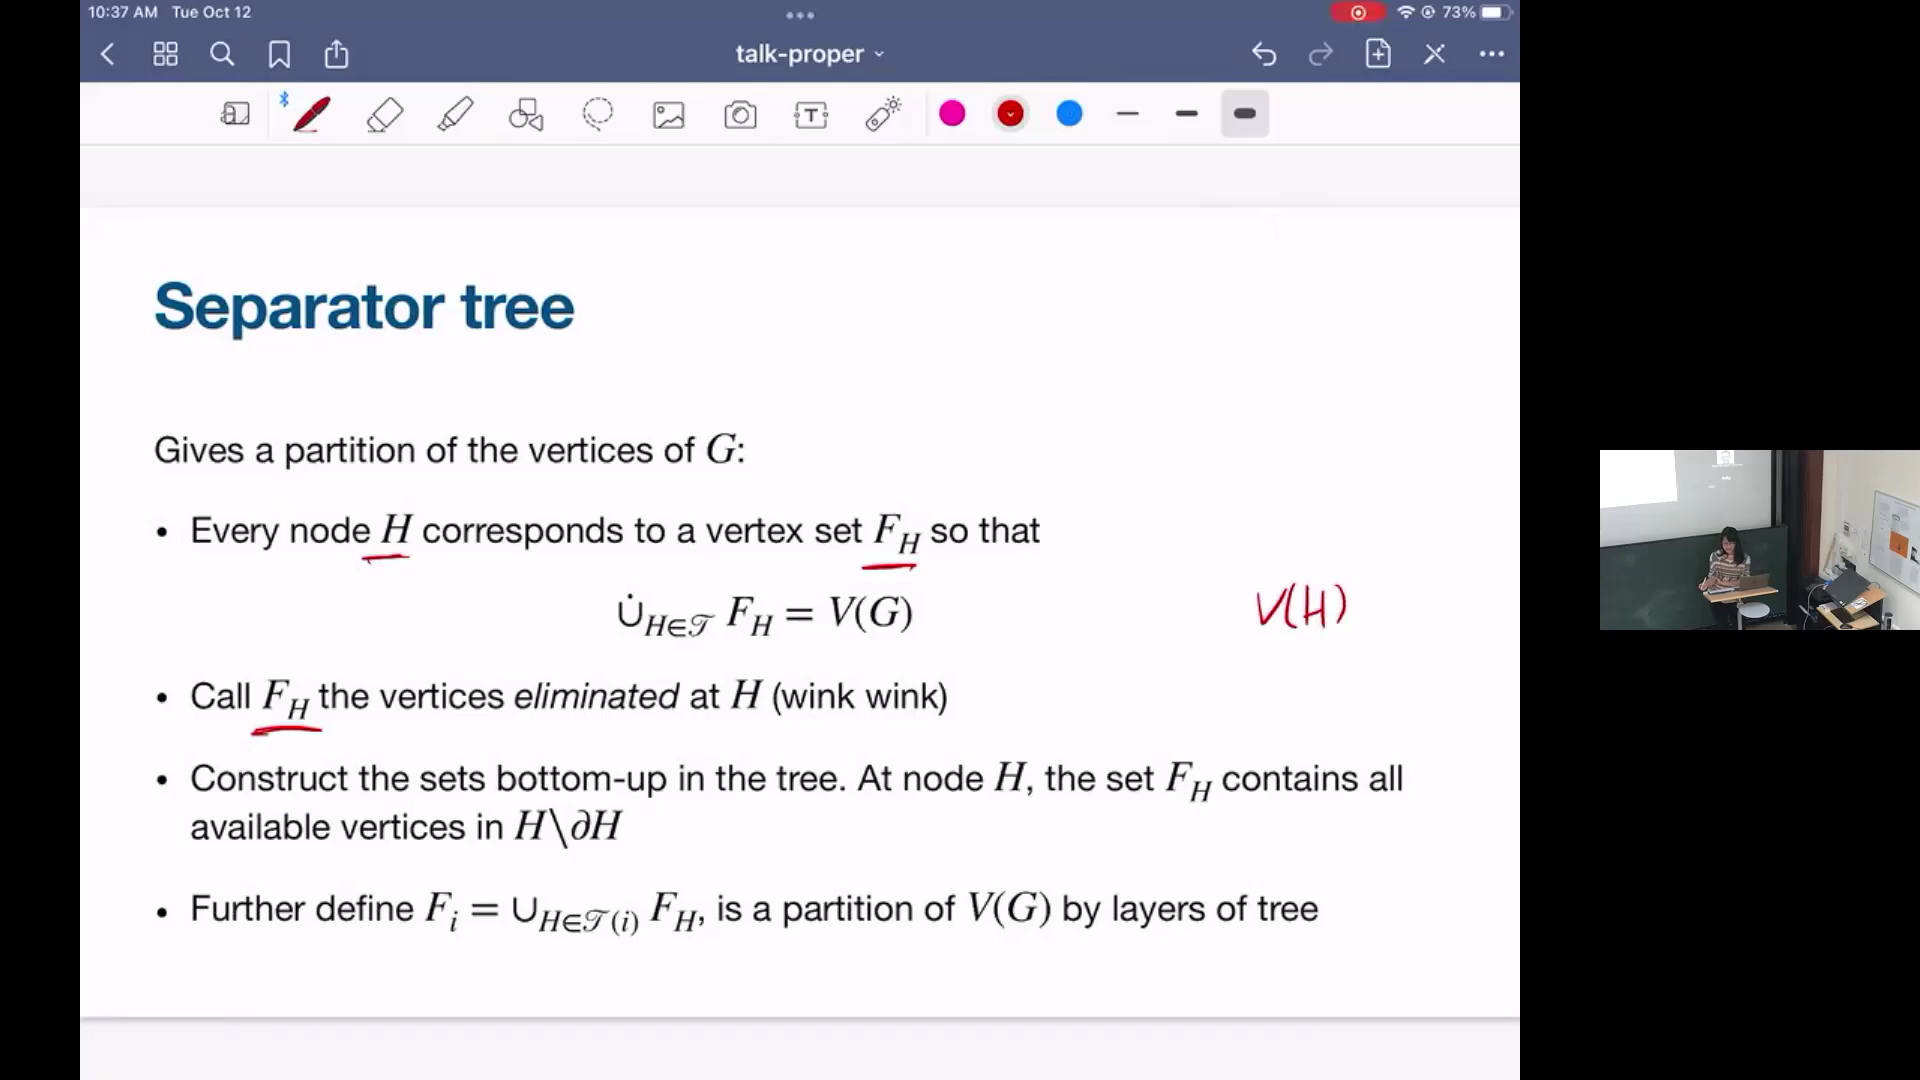 10:37 AM Tue Oct 12
73%
talk-proper
T
Separator tree
Gives a partition of the vertices of G:
• Every node H corresponds to a vertex set F_H so that
∪̇_{H∈𝒯} F_H = V(G)
V(H)
• Call F_H the vertices eliminated at H (wink wink)
• Construct the sets bottom-up in the tree. At node H, the set F_H contains all
available vertices in H\∂H
• Further define F_i = ∪_{H∈𝒯(i)} F_H, is a partition of V(G) by layers of tree